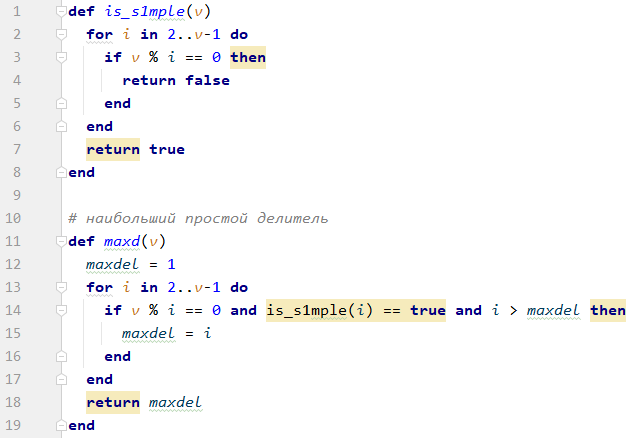 1 def is_s1mple(v)
2   for i in 2..v-1 do
3     if v % i == 0 then
4       return false
5     end
6   end
7   return true
8 end
9
10 # наибольший простой делитель
11 def maxd(v)
12   maxdel = 1
13   for i in 2..v-1 do
14     if v % i == 0 and is_s1mple(i) == true and i > maxdel then
15       maxdel = i
16     end
17   end
18   return maxdel
19 end